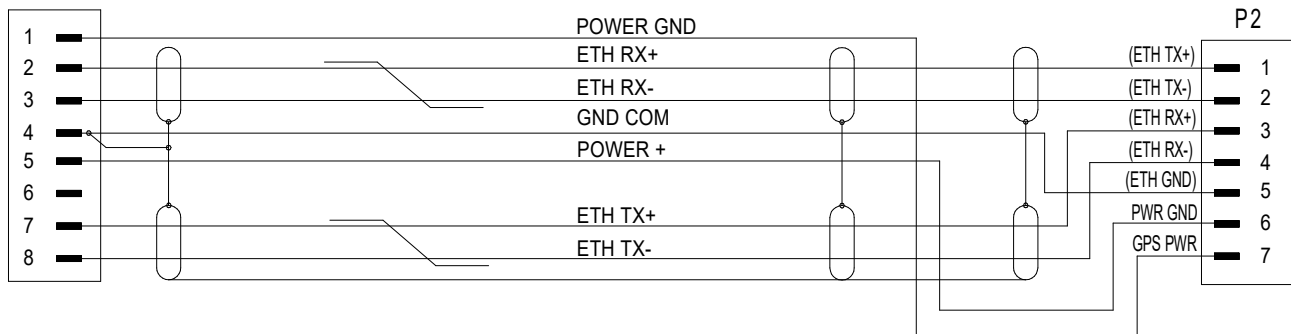 P2
1 POWER GND
2 ETH RX+ (ETH TX+) 1
3 ETH RX- (ETH TX-) 2
4 GND COM (ETH RX+) 3
5 POWER + (ETH RX-) 4
6 (ETH GND) 5
7 ETH TX+ PWR GND 6
8 ETH TX- GPS PWR 7